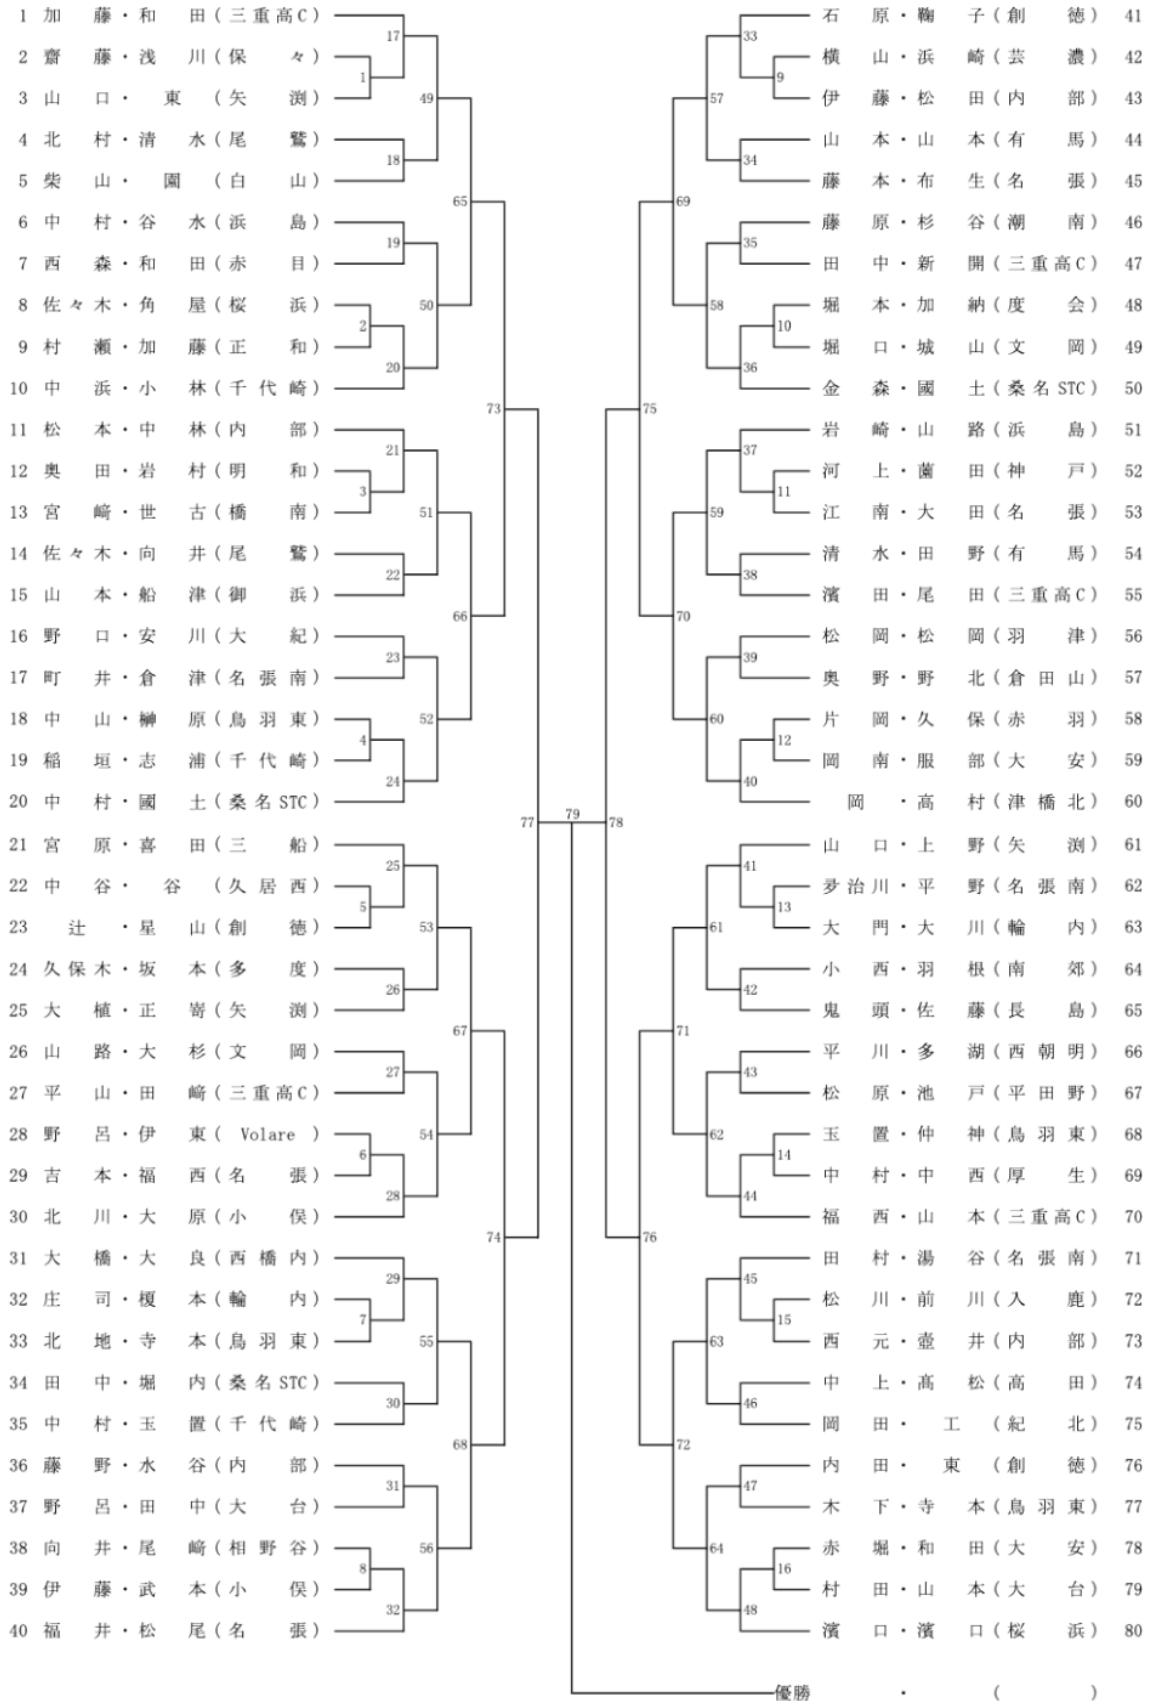 1 加藤・和田(三重高C)
2 齋藤・浅川(保々)
3 山口・東(矢渕)
4 北村・清水(尾鷲)
5 柴山・園(白山)
6 中村・谷水(浜島)
7 西森・和田(赤目)
8 佐々木・角屋(桜浜)
9 村瀬・加藤(正和)
10 中浜・小林(千代崎)
11 松本・中林(内部)
12 奥田・岩村(明和)
13 宮﨑・世古(橋南)
14 佐々木・向井(尾鷲)
15 山本・船津(御浜)
16 野口・安川(大紀)
17 町井・倉津(名張南)
18 中山・榊原(鳥羽東)
19 稲垣・志浦(千代崎)
20 中村・國土(桑名STC)
21 宮原・喜田(三船)
22 中谷・谷(久居西)
23 辻・星山(創徳)
24 久保木・坂本(多度)
25 大植・正嵜(矢渕)
26 山路・大杉(文岡)
27 平山・田﨑(三重高C)
28 野呂・伊東(Volare)
29 吉本・福西(名張)
30 北川・大原(小俣)
31 大橋・大良(西橋内)
32 庄司・榎本(輪内)
33 北地・寺本(鳥羽東)
34 田中・堀内(桑名STC)
35 中村・玉置(千代崎)
36 藤野・水谷(内部)
37 野呂・田中(大台)
38 向井・尾﨑(相野谷)
39 伊藤・武本(小俣)
40 福井・松尾(名張)
17
1
49
18
65
19
2
50
20
73
21
3
51
22
66
23
4
52
24
77
79
78
25
5
53
26
67
27
6
54
28
74
29
7
55
30
68
31
8
56
32
33
9
57
34
69
35
10
58
36
75
37
11
59
38
70
39
12
60
40
41
13
61
42
71
43
14
62
44
76
45
15
63
46
72
47
16
64
48
石原・鞠子(創徳) 41
横山・浜崎(芸濃) 42
伊藤・松田(内部) 43
山本・山本(有馬) 44
藤本・布生(名張) 45
藤原・杉谷(潮南) 46
田中・新開(三重高C) 47
堀本・加納(度会) 48
堀口・城山(文岡) 49
金森・國土(桑名STC) 50
岩崎・山路(浜島) 51
河上・薗田(神戸) 52
江南・大田(名張) 53
清水・田野(有馬) 54
濱田・尾田(三重高C) 55
松岡・松岡(羽津) 56
奥野・野北(倉田山) 57
片岡・久保(赤羽) 58
岡南・服部(大安) 59
岡・高村(津橋北) 60
山口・上野(矢渕) 61
夛治川・平野(名張南) 62
大門・大川(輪内) 63
小西・羽根(南郊) 64
鬼頭・佐藤(長島) 65
平川・多湖(西朝明) 66
松原・池戸(平田野) 67
玉置・仲神(鳥羽東) 68
中村・中西(厚生) 69
福西・山本(三重高C) 70
田村・湯谷(名張南) 71
松川・前川(入鹿) 72
西元・壺井(内部) 73
中上・髙松(高田) 74
岡田・工(紀北) 75
内田・東(創徳) 76
木下・寺本(鳥羽東) 77
赤堀・和田(大安) 78
村田・山本(大台) 79
濱口・濱口(桜浜) 80
優勝 ・ ( )